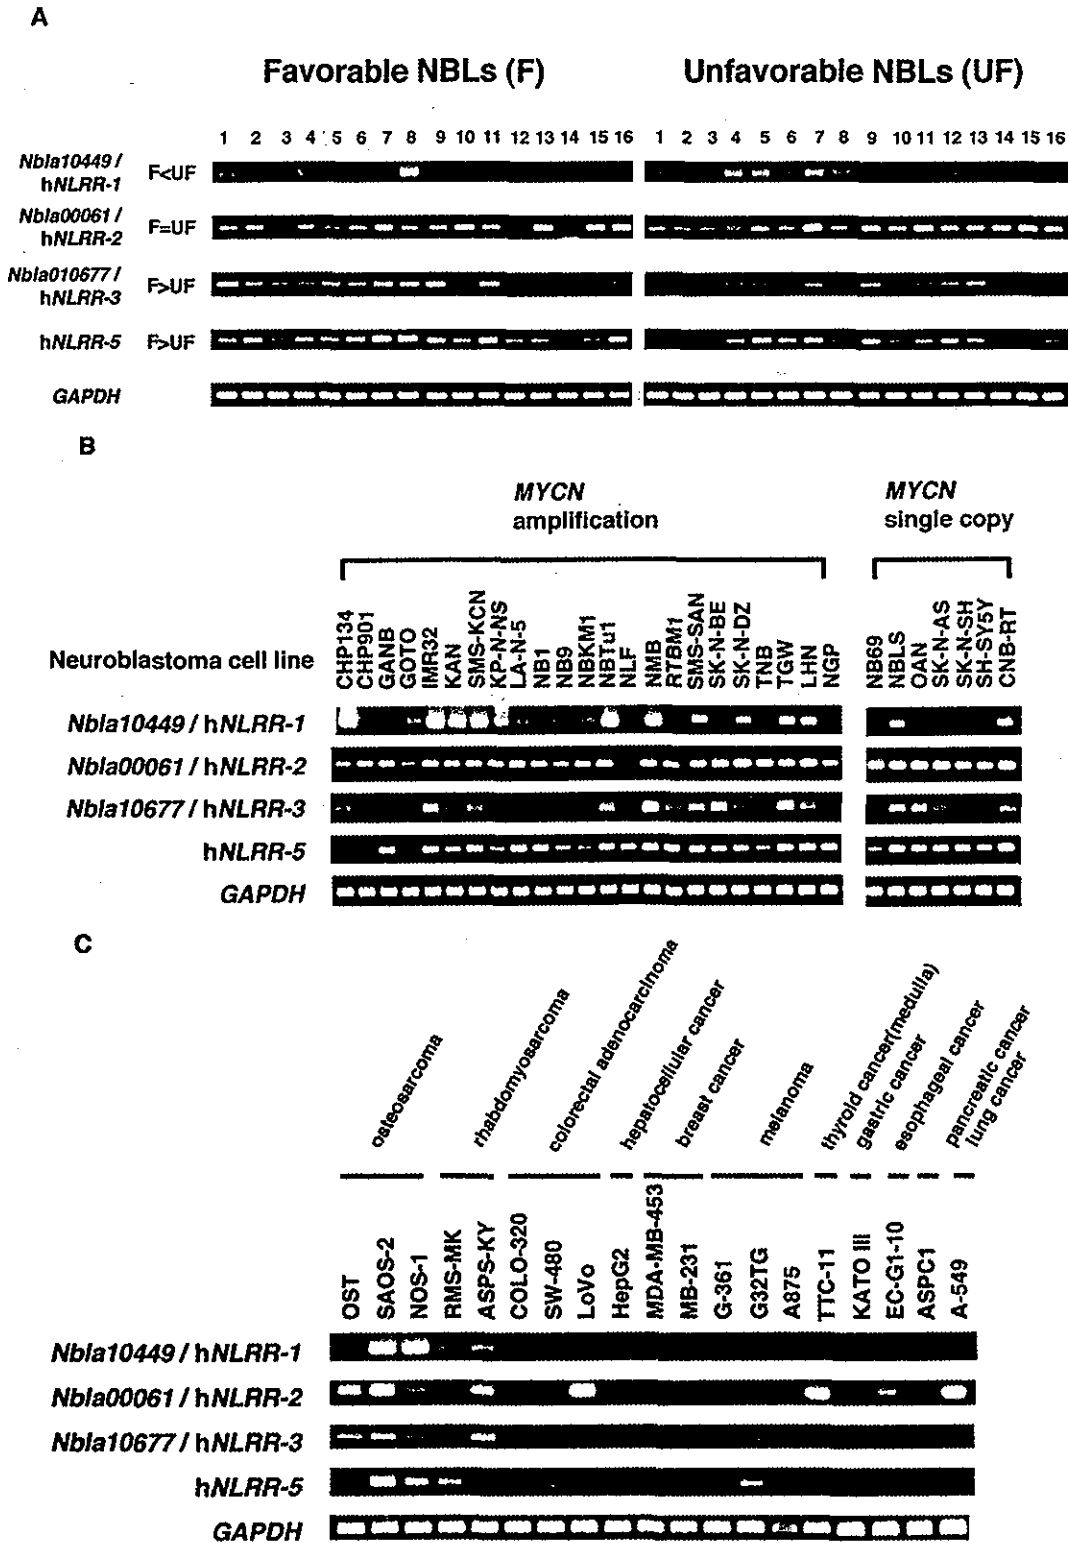 A
Favorable NBLs (F) Unfavorable NBLs (UF)
1 2 3 4 5 6 7 8 9 10 11 12 13 14 15 16 1 2 3 4 5 6 7 8 9 10 11 12 13 14 15 16
Nbla10449 /
hNLRR-1 F<UF
Nbla00061 /
hNLRR-2 F=UF
Nbla010677 /
hNLRR-3 F>UF
hNLRR-5 F>UF
GAPDH
B
MYCN
amplification
MYCN
single copy
Neuroblastoma cell line
CHP134
CHP901
GANB
GOTO
IMR32
KAN
SMS-KCN
KP-N-NS
LA-N-5
NB1
NB9
NBKM1
NBTu1
NLF
NMB
RTBM1
SMS-SAN
SK-N-BE
SK-N-DZ
TNB
TGW
LHN
NGP
NB69
NBLS
OAN
SK-N-AS
SK-N-SH
SH-SY5Y
CNB-RT
Nbla10449 / hNLRR-1
Nbla00061 / hNLRR-2
Nbla10677 / hNLRR-3
hNLRR-5
GAPDH
C
osteosarcoma
rhabdomyosarcoma
colorectal adenocarcinoma
hepatocellular cancer
breast cancer
melanoma
thyroid cancer(medulla)
gastric cancer
esophageal cancer
pancreatic cancer
lung cancer
OST
SAOS-2
NOS-1
RMS-MK
ASPS-KY
COLO-320
SW-480
LoVo
HepG2
MDA-MB-453
MB-231
G-361
G32TG
A875
TTC-11
KATO III
EC-G1-10
ASPC1
A-549
Nbla10449 / hNLRR-1
Nbla00061 / hNLRR-2
Nbla10677 / hNLRR-3
hNLRR-5
GAPDH